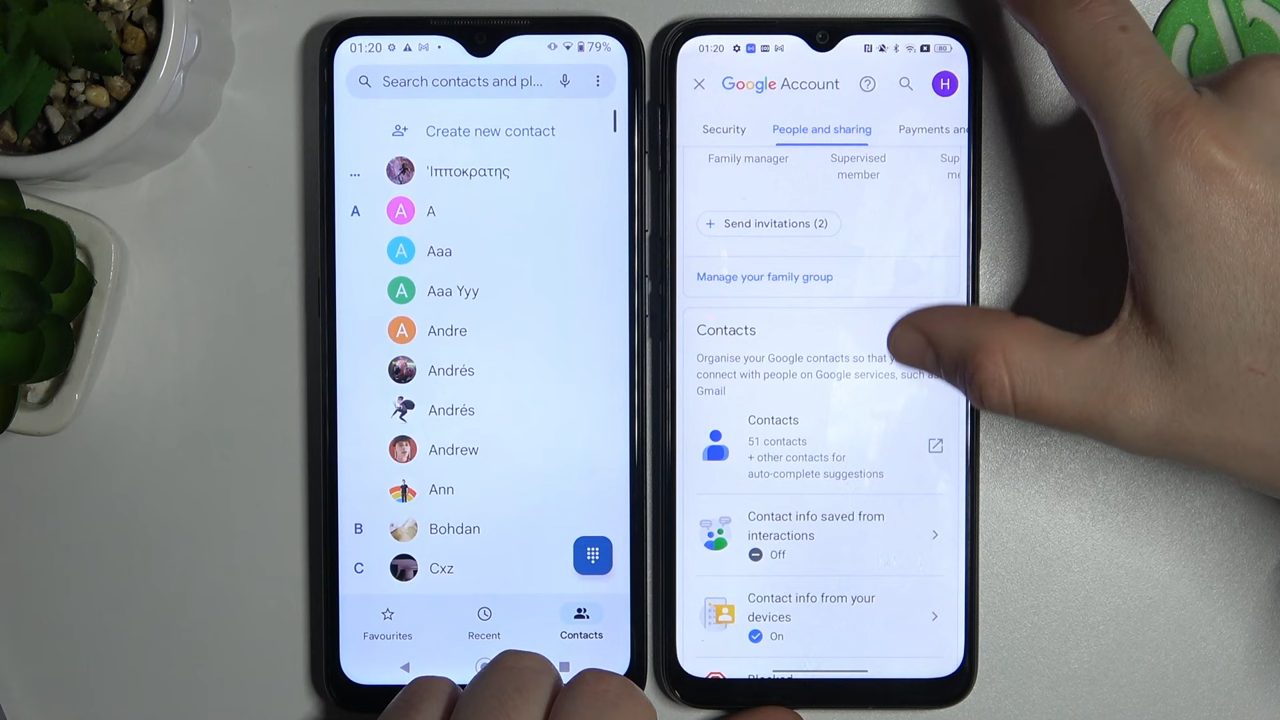 01:20
79%
Search contacts and pl...
Create new contact
...
'Ιπποκρατης
A
A
A
Aaa
A
Aaa Yyy
A
Andre
Andrés
Andrés
Andrew
Ann
B
Bohdan
C
Cxz
Favourites
Recent
Contacts
01:20
80
Google Account
H
Security
People and sharing
Payments and
Family manager
Supervised
member
Sup
me
+ Send invitations (2)
Manage your family group
Contacts
Organise your Google contacts so that y
connect with people on Google services, such as
Gmail
Contacts
51 contacts
+ other contacts for
auto-complete suggestions
Contact info saved from
interactions
Off
Contact info from your
devices
On